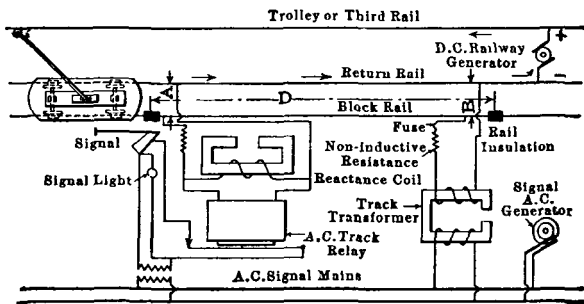 Trolley or Third Rail
+
D.C. Railway
Generator
Return Rail
−
A
D
B
Block Rail
Signal
Fuse
Rail
Insulation
Non-inductive
Resistance
Signal Light
Reactance Coil
Track
Transformer
Signal
A.C.
Generator
A.C. Track
Relay
A.C. Signal Mains